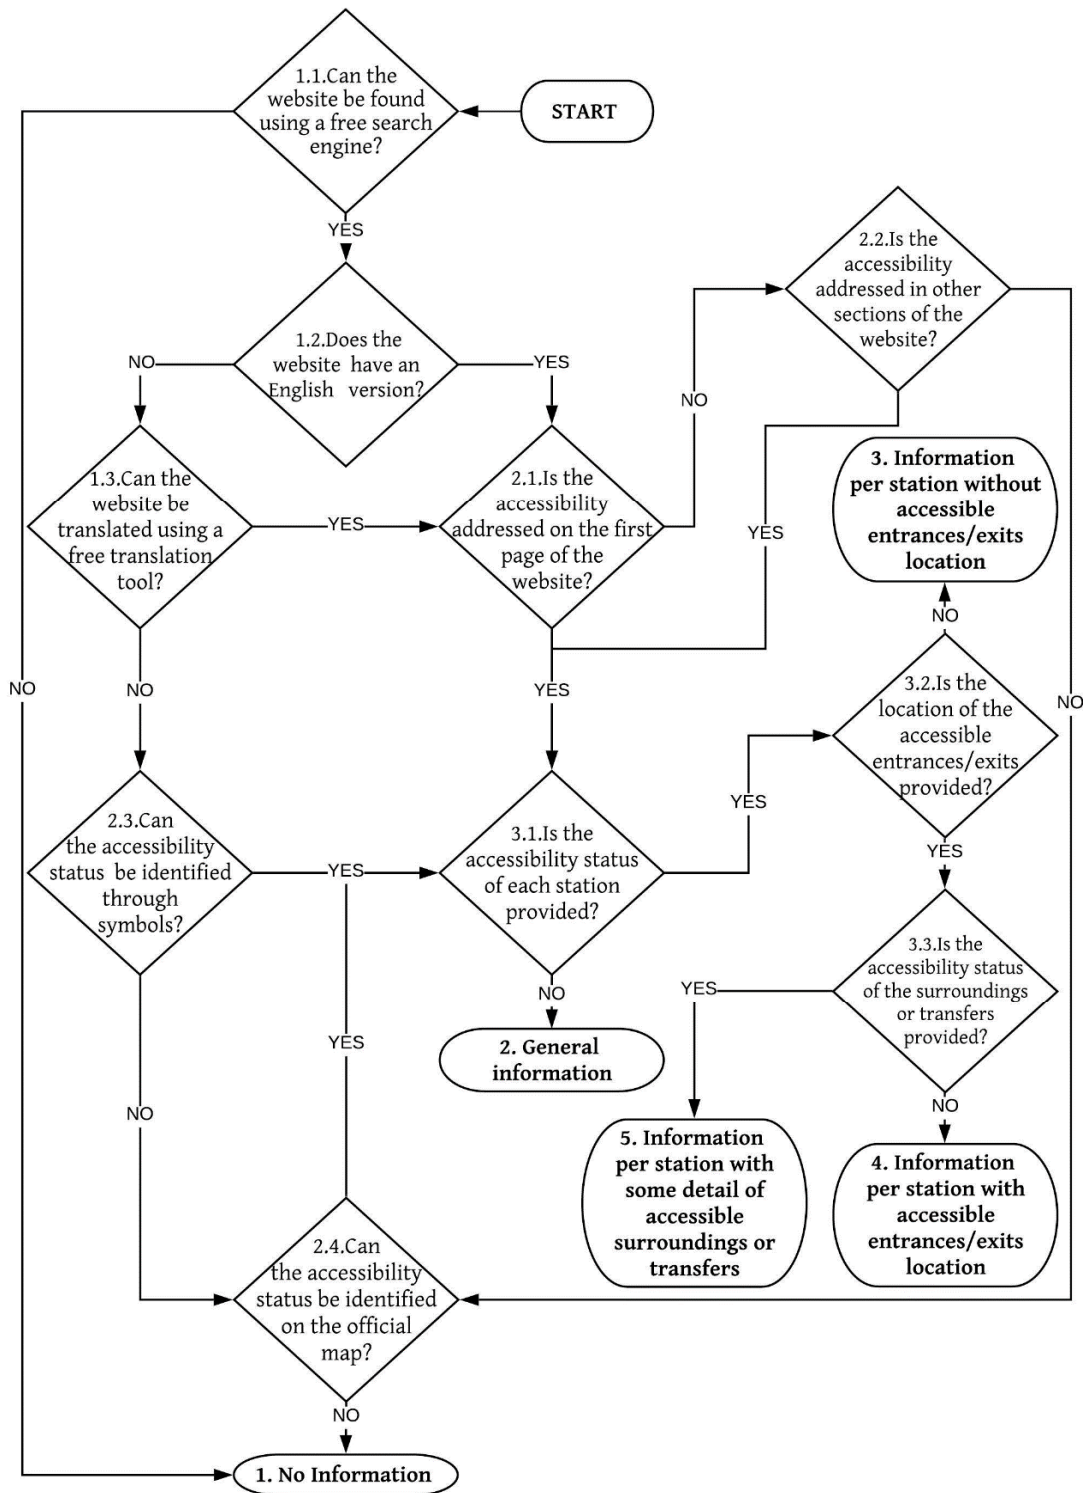 1.1.Can the
website be found
using a free search
engine?
START
YES
2.2.Is the
accessibility
addressed in other
sections of the
website?
1.2.Does the
website have an
English version?
NO
YES
NO
1.3.Can the
website be
translated using a
free translation
tool?
YES
2.1.Is the
accessibility
addressed on the first
page of the
website?
YES
3. Information
per station without
accessible
entrances/exits
location
NO
NO
NO
YES
3.2.Is the
location of the
accessible
entrances/exits
provided?
NO
2.3.Can
the accessibility
status be identified
through
symbols?
YES
3.1.Is the
accessibility status
of each station
provided?
YES
YES
3.3.Is the
accessibility status
of the surroundings
or transfers
provided?
YES
NO
2. General
information
YES
NO
NO
5. Information
per station with
some detail of
accessible
surroundings or
transfers
4. Information
per station with
accessible
entrances/exits
location
2.4.Can
the accessibility
status be identified
on the official
map?
NO
1. No Information